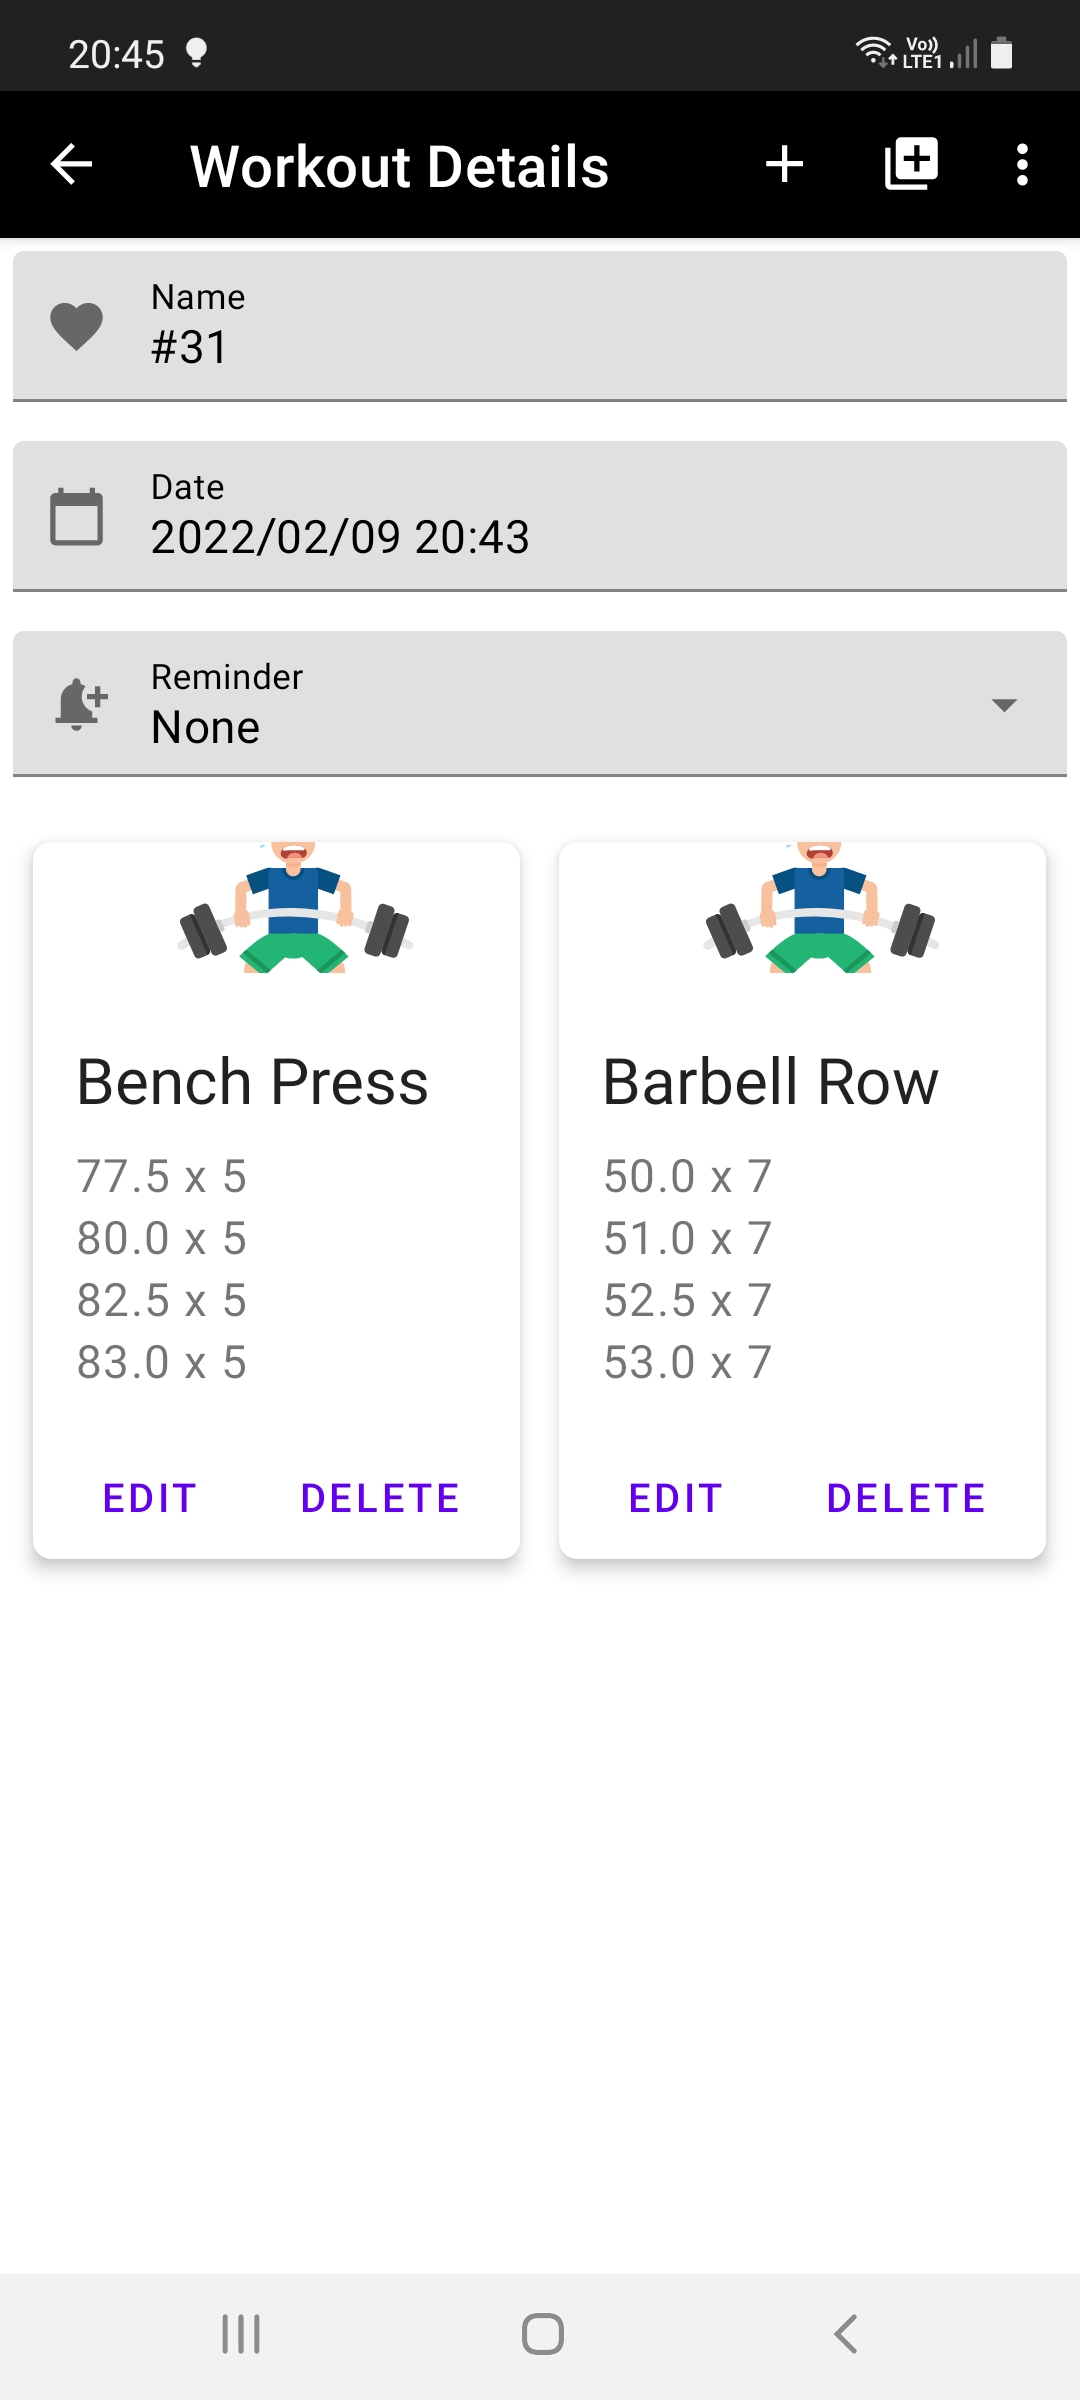 20:45
Vo))
LTE1
Workout Details
Name
#31
Date
2022/02/09 20:43
Reminder
None
Bench Press
77.5 x 5
80.0 x 5
82.5 x 5
83.0 x 5
EDIT DELETE
Barbell Row
50.0 x 7
51.0 x 7
52.5 x 7
53.0 x 7
EDIT DELETE